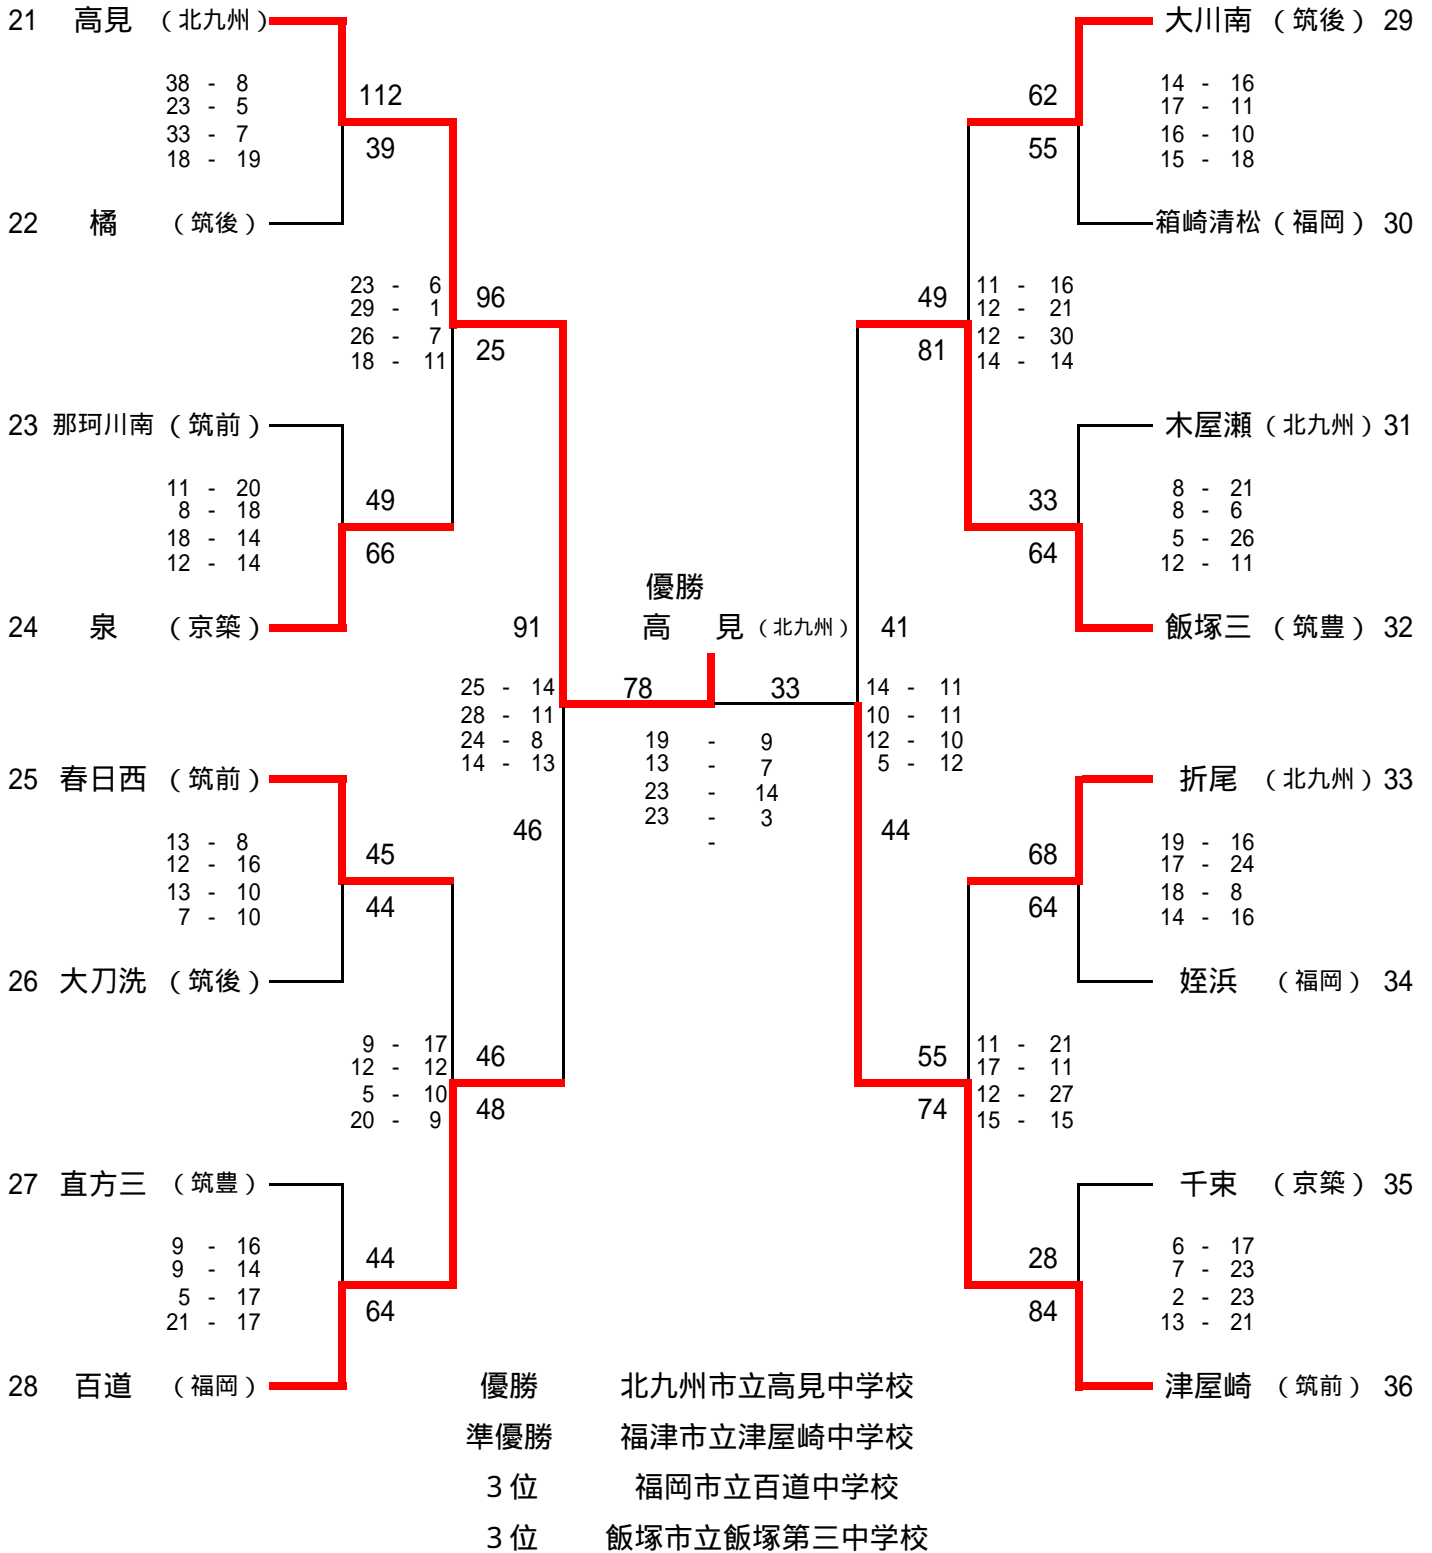 21 高見 (北九州)
38 - 8
23 - 5
33 - 7
18 - 19
112
39
22 橘 (筑後)
23 - 6
29 - 1
26 - 7
18 - 11
96
25
23 那珂川南 (筑前)
11 - 20
8 - 18
18 - 14
12 - 14
49
66
24 泉 (京築)
91
25 - 14
28 - 11
24 - 8
14 - 13
46
25 春日西 (筑前)
13 - 8
12 - 16
13 - 10
7 - 10
45
44
26 大刀洗 (筑後)
9 - 17
12 - 12
5 - 10
20 - 9
46
48
27 直方三 (筑豊)
9 - 16
9 - 14
5 - 17
21 - 17
44
64
28 百道 (福岡)
優勝
高 見 (北九州)
78 33
19 - 9
13 - 7
23 - 14
23 - 3
-
大川南 (筑後) 29
62
55
14 - 16
17 - 11
16 - 10
15 - 18
箱崎清松 (福岡) 30
49
81
11 - 16
12 - 21
12 - 30
14 - 14
木屋瀬 (北九州) 31
33
64
8 - 21
8 - 6
5 - 26
12 - 11
飯塚三 (筑豊) 32
41
14 - 11
10 - 11
12 - 10
5 - 12
44
折尾 (北九州) 33
68
64
19 - 16
17 - 24
18 - 8
14 - 16
姪浜 (福岡) 34
55
74
11 - 21
17 - 11
12 - 27
15 - 15
千束 (京築) 35
28
84
6 - 17
7 - 23
2 - 23
13 - 21
津屋崎 (筑前) 36
優勝 北九州市立高見中学校
準優勝 福津市立津屋崎中学校
3位 福岡市立百道中学校
3位 飯塚市立飯塚第三中学校